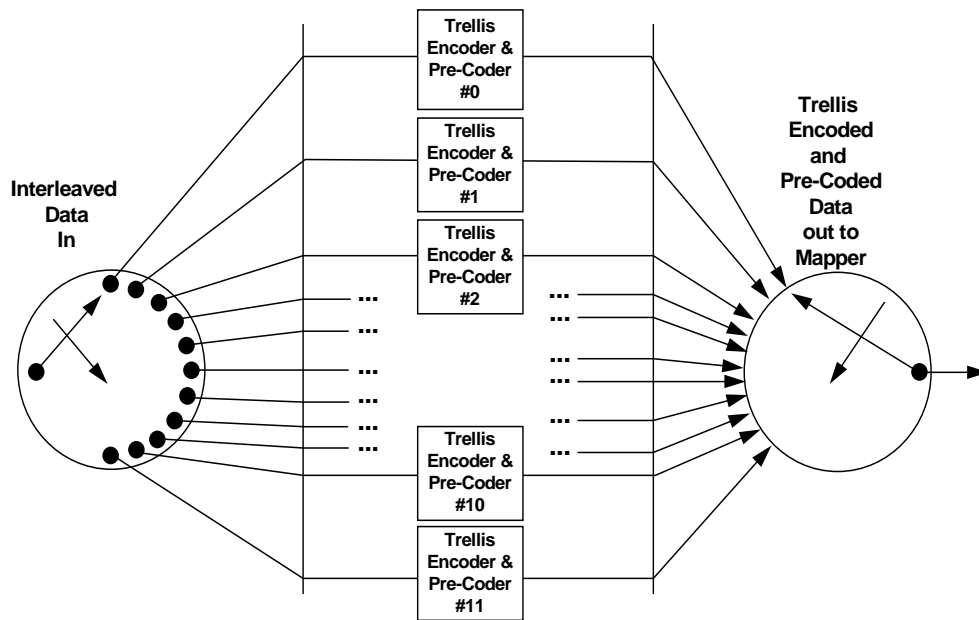 Interleaved
Data
In
Trellis
Encoder &
Pre-Coder
#0
Trellis
Encoder &
Pre-Coder
#1
Trellis
Encoder &
Pre-Coder
#2
...
...
...
...
...
...
...
...
...
...
...
...
Trellis
Encoder &
Pre-Coder
#10
Trellis
Encoder &
Pre-Coder
#11
Trellis
Encoded
and
Pre-Coded
Data
out to
Mapper